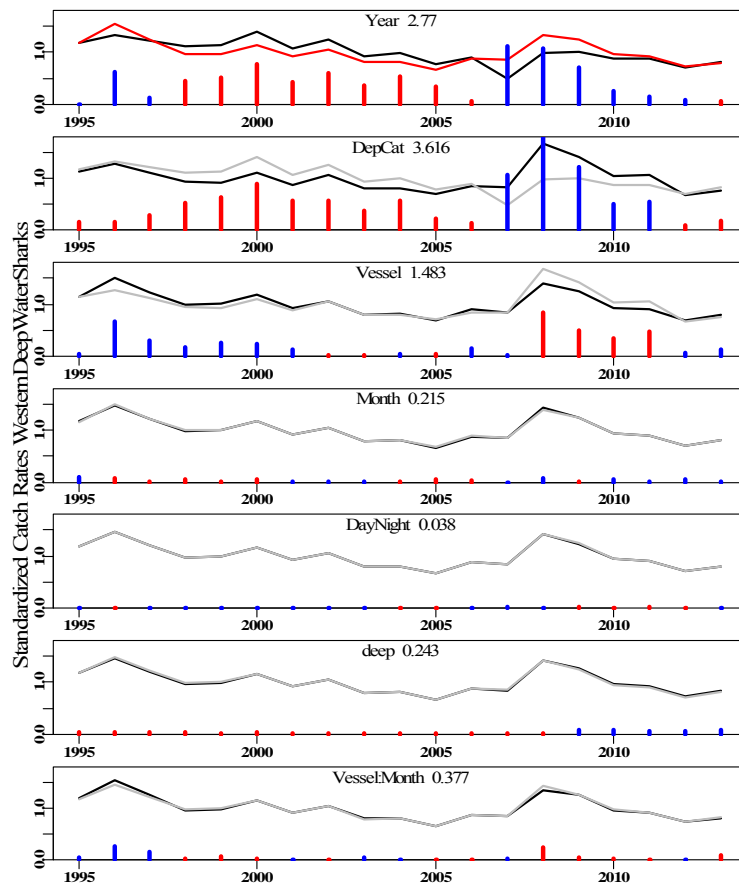 Standardized Catch Rates Western DeepWaterSharks
Year 2.77
0.0 1.0
1995 2000 2005 2010
DepCat 3.616
0.0 1.0
1995 2000 2005 2010
Vessel 1.483
0.0 1.0
1995 2000 2005 2010
Month 0.215
0.0 1.0
1995 2000 2005 2010
DayNight 0.038
0.0 1.0
1995 2000 2005 2010
deep 0.243
0.0 1.0
1995 2000 2005 2010
Vessel:Month 0.377
0.0 1.0
1995 2000 2005 2010